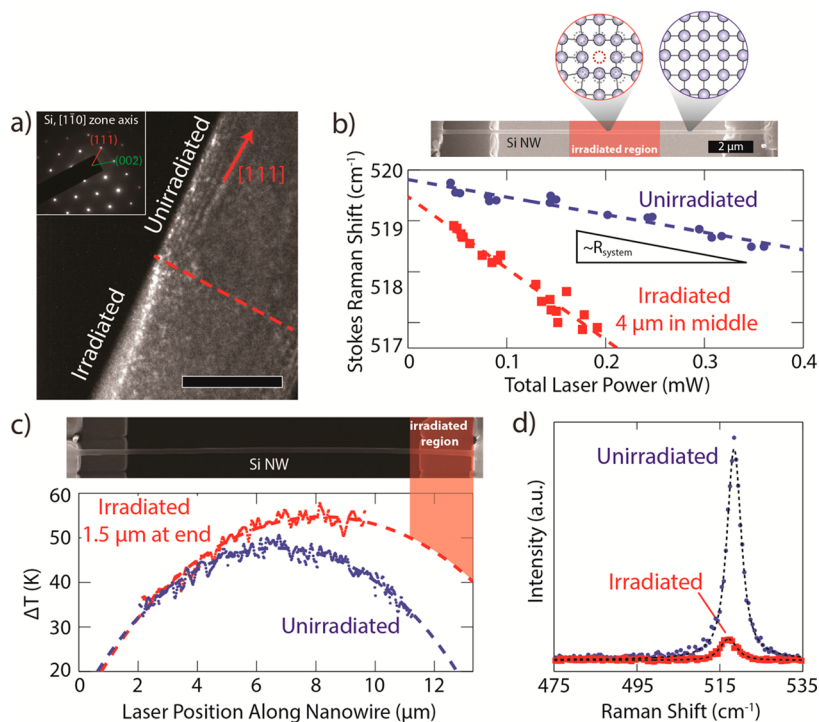 a)
Si, [11̄0] zone axis
(111)
(002)
Unirradiated
[111]
Irradiated
b)
Si NW
irradiated region
2 μm
Stokes Raman Shift (cm⁻¹)
520
519
518
517
Unirradiated
~R_system
Irradiated
4 μm in middle
0 0.1 0.2 0.3 0.4
Total Laser Power (mW)
c)
irradiated
region
Si NW
ΔT (K)
60
50
40
30
20
Irradiated
1.5 μm at end
Unirradiated
0 2 4 6 8 10 12
Laser Position Along Nanowire (μm)
d)
Intensity (a.u.)
Unirradiated
Irradiated
475 495 515 535
Raman Shift (cm⁻¹)